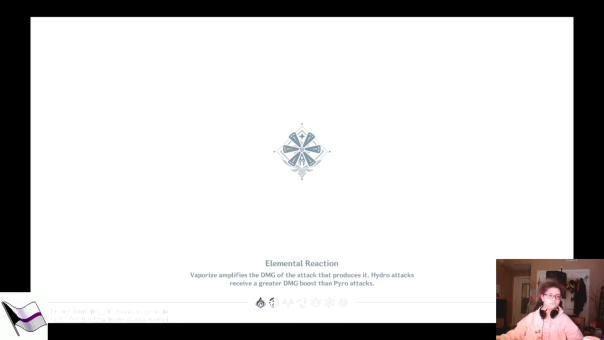 Elemental Reaction
Vaporize amplifies the DMG of the attack that produces it. Hydro attacks
receive a greater DMG boost than Pyro attacks.